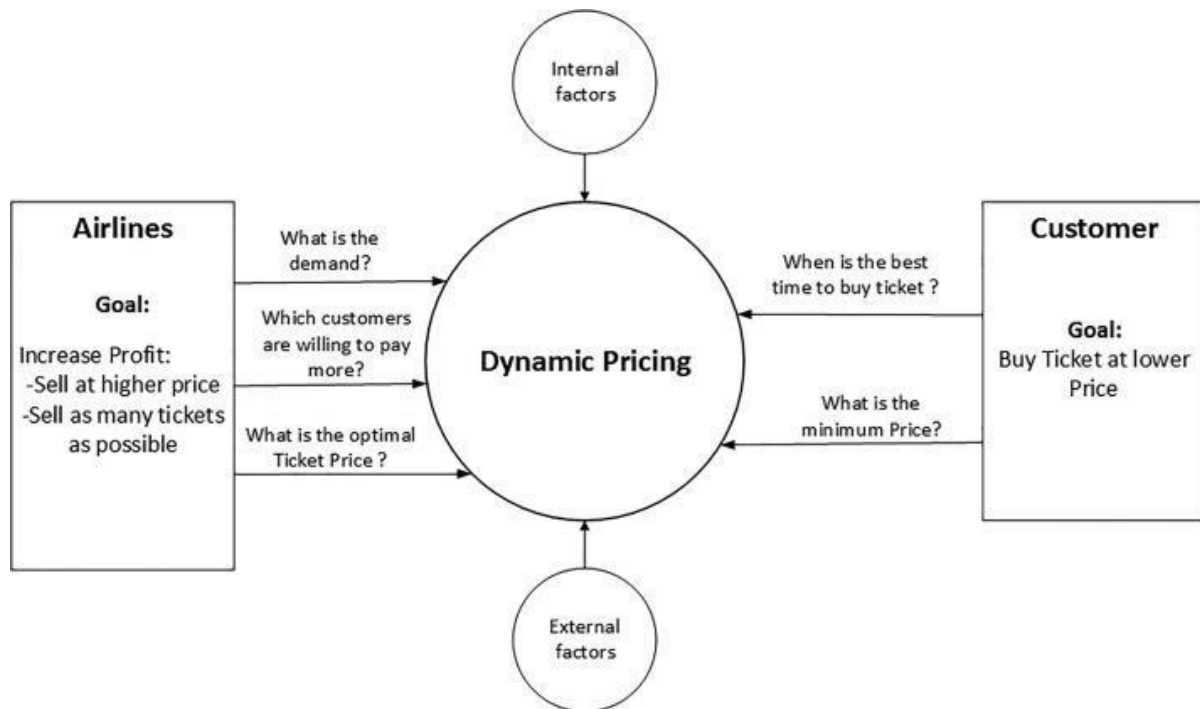 Internal
factors
Airlines
Goal:
Increase Profit:
-Sell at higher price
-Sell as many tickets
as possible
What is the
demand?
Which customers
are willing to pay
more?
What is the optimal
Ticket Price ?
Dynamic Pricing
When is the best
time to buy ticket ?
What is the
minimum Price?
Customer
Goal:
Buy Ticket at lower
Price
External
factors